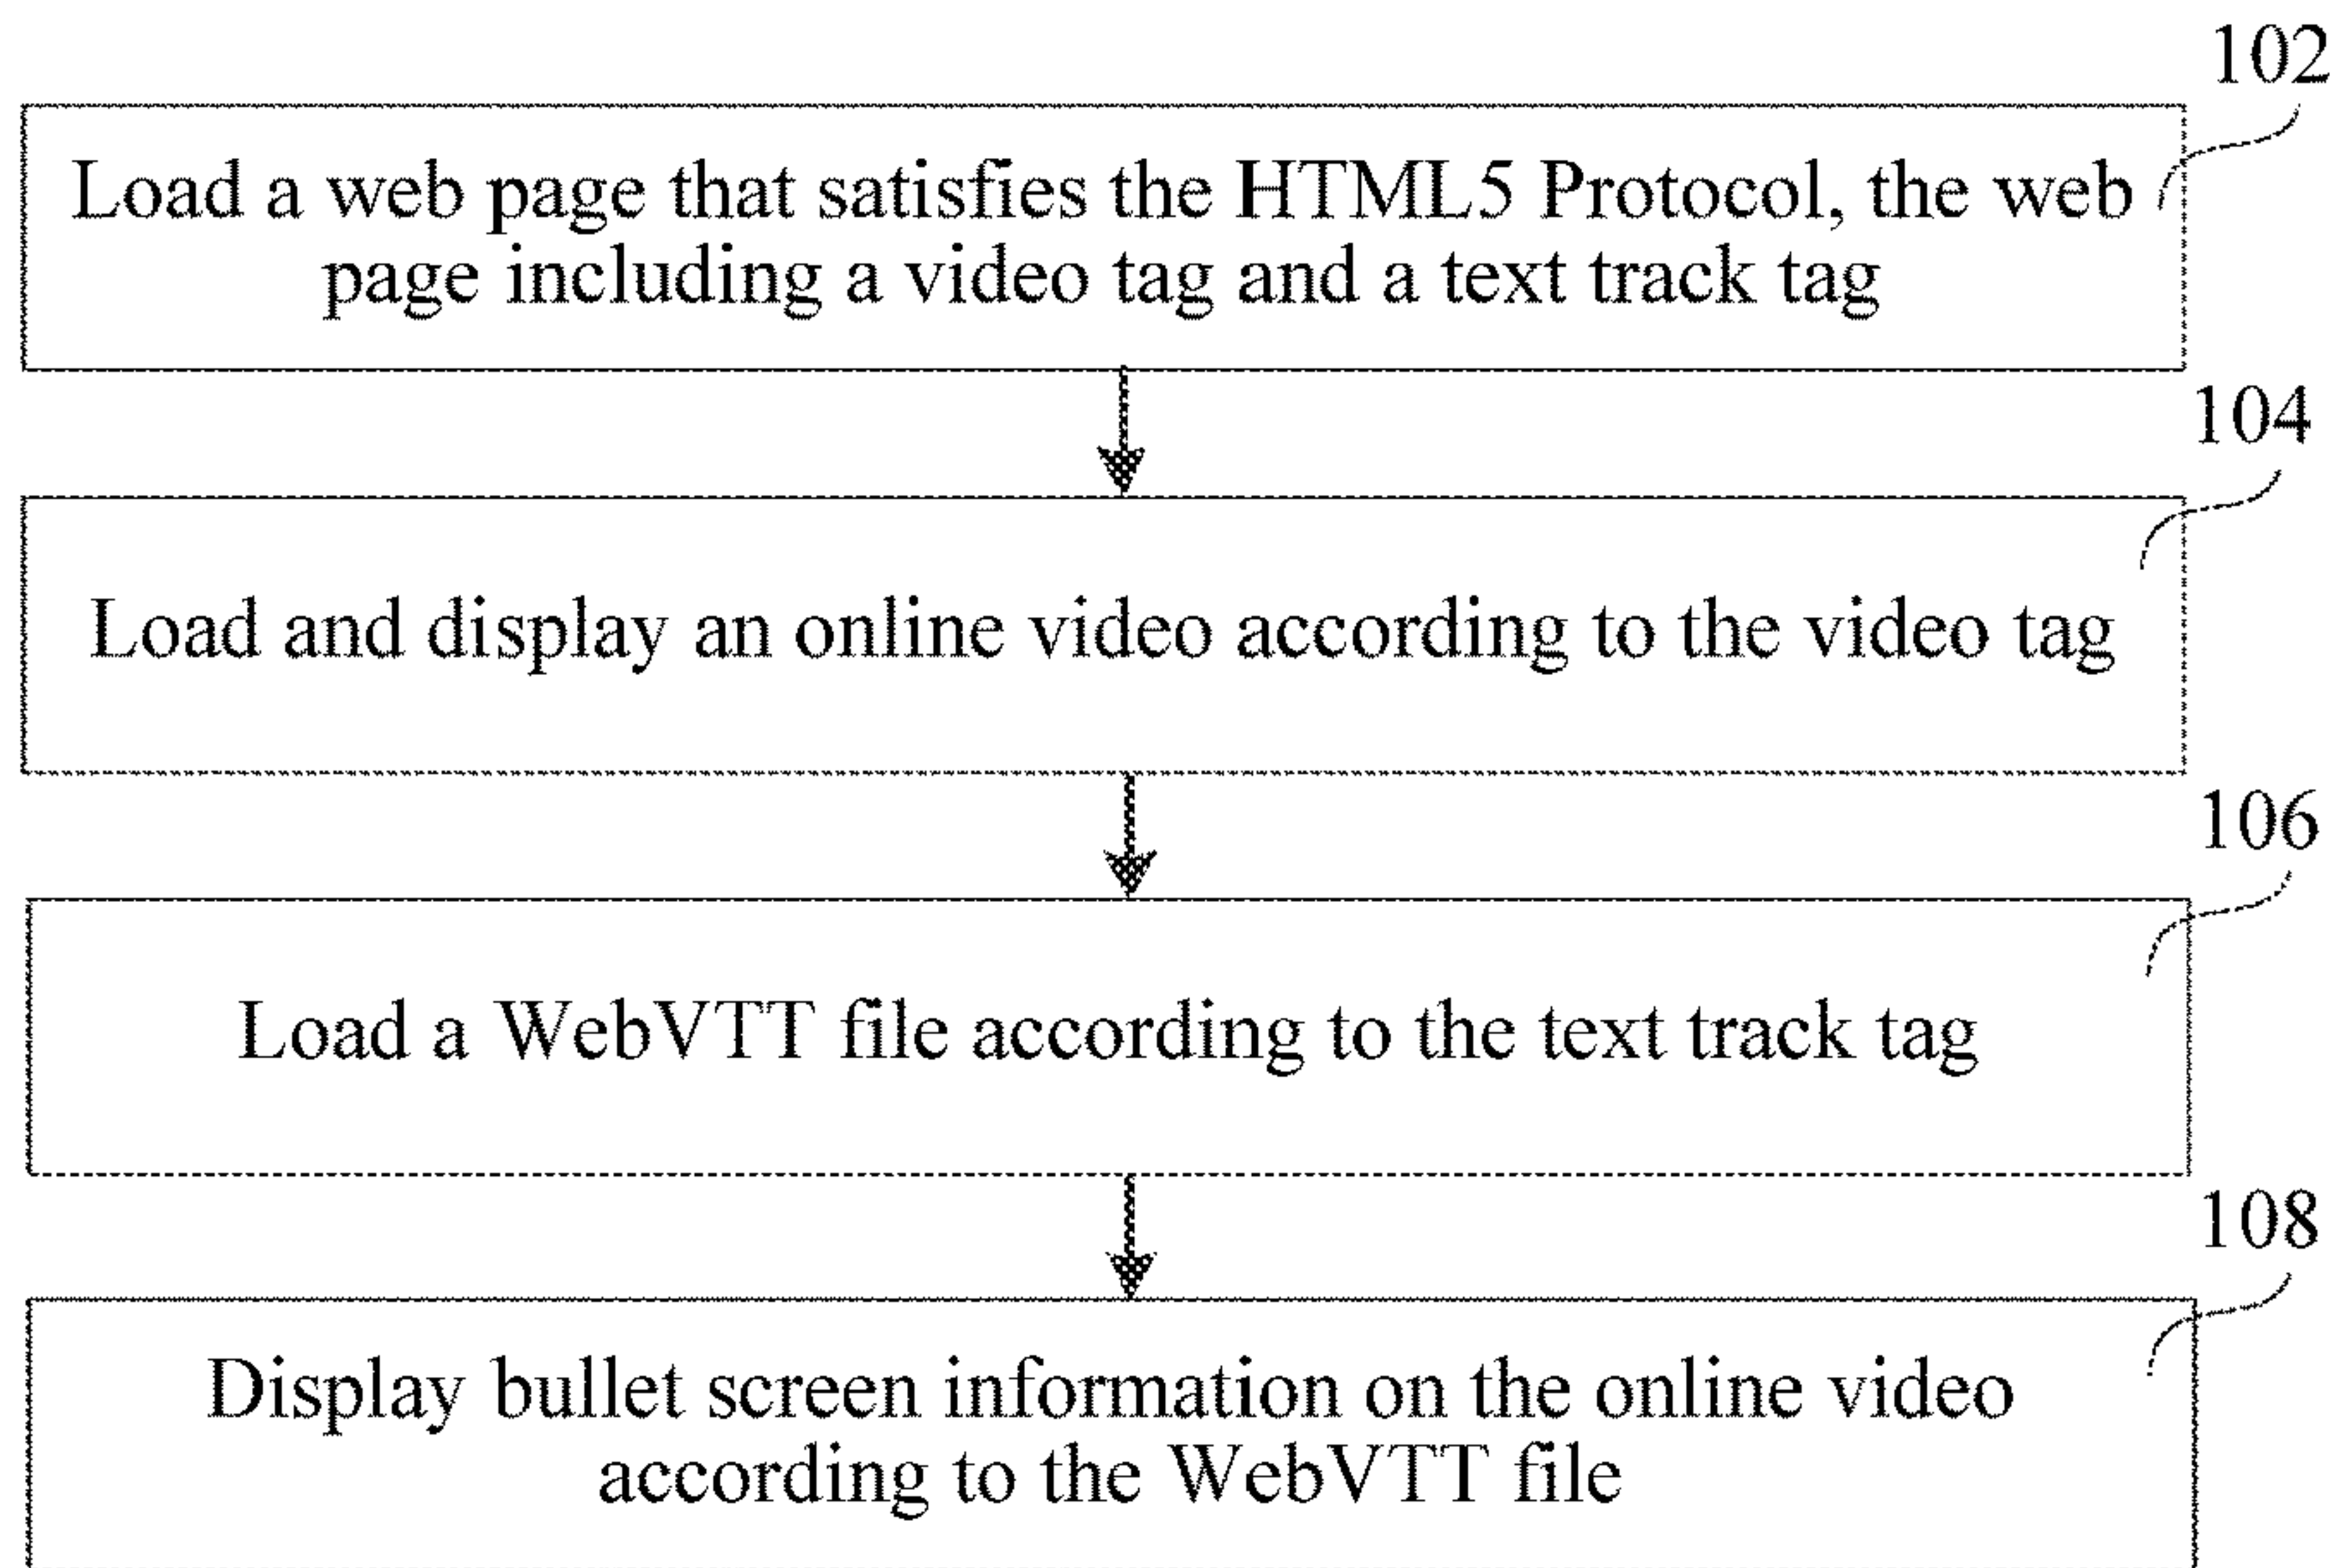 102
Load a web page that satisfies the HTML5 Protocol, the web
page including a video tag and a text track tag
104
Load and display an online video according to the video tag
106
Load a WebVTT file according to the text track tag
108
Display bullet screen information on the online video
according to the WebVTT file